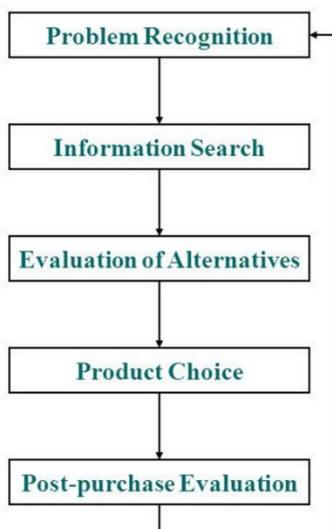 Problem Recognition
Information Search
Evaluation of Alternatives
Product Choice
Post-purchase Evaluation